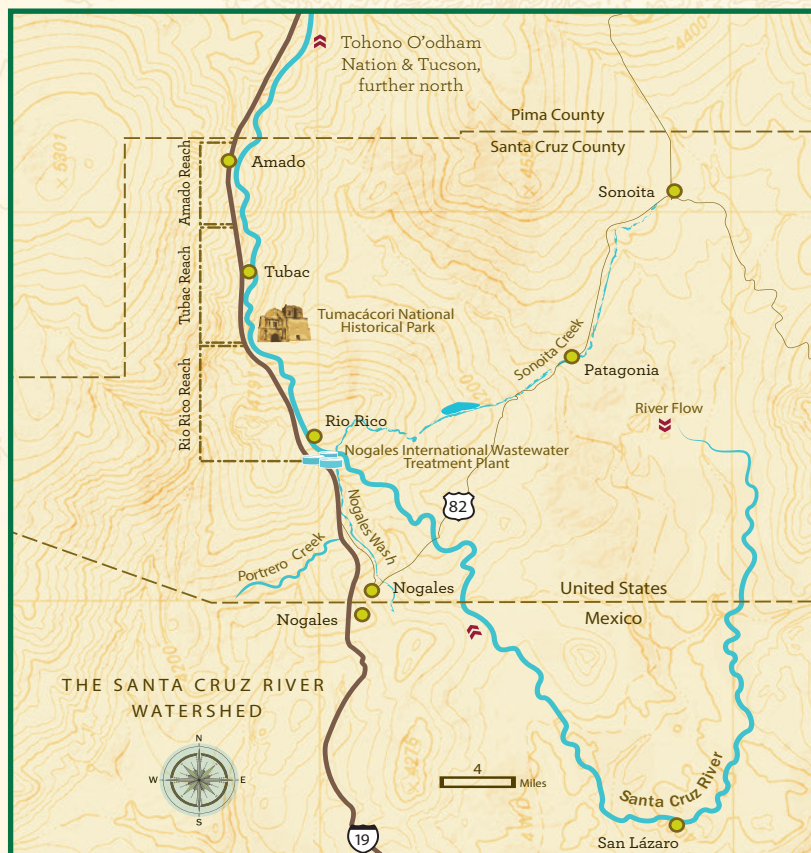 Tohono O'odham
Nation & Tucson,
further north
4400
Pima County
Santa Cruz County
5301
Amado Reach
Amado
Sonoita
Tubac Reach
Tubac
Tumacácori National
Historical Park
Sonoita Creek
Patagonia
Rio Rico Reach
Rio Rico
River Flow
Nogales International Wastewater
Treatment Plant
82
Nogales Wash
Portrero Creek
Nogales
United States
Nogales
Mexico
THE SANTA CRUZ RIVER
WATERSHED
N
W
E
S
4215
4
Miles
Santa Cruz River
San Lázaro
19